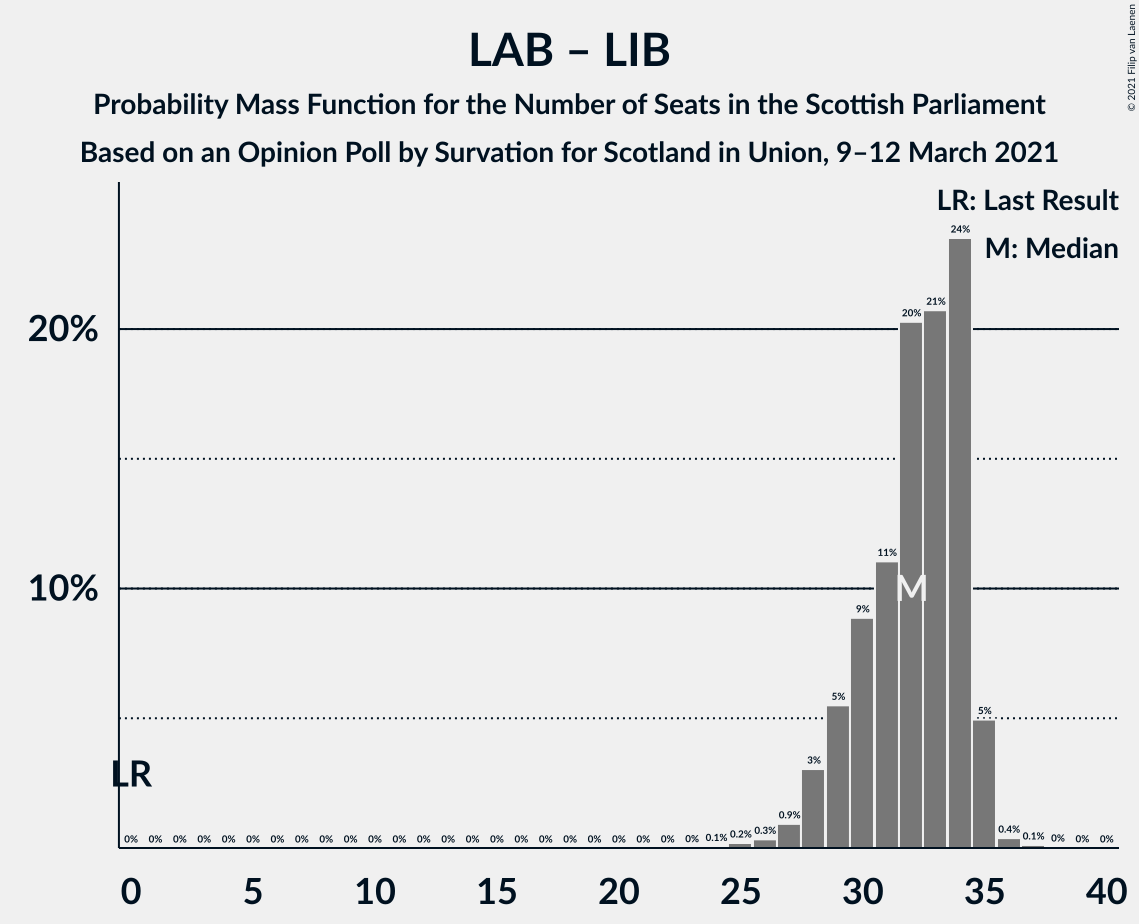 LAB – LIB
Probability Mass Function for the Number of Seats in the Scottish Parliament
Based on an Opinion Poll by Survation for Scotland in Union, 9–12 March 2021
© 2021 Filip van Laenen
LR: Last Result
M: Median
20%
10%
LR
M
0% 0% 0% 0% 0% 0% 0% 0% 0% 0% 0% 0% 0% 0% 0% 0% 0% 0% 0% 0% 0% 0% 0% 0% 0.1% 0.2% 0.3% 0.9% 3% 5% 9% 11% 20% 21% 24% 5% 0.4% 0.1% 0% 0% 0%
0 5 10 15 20 25 30 35 40